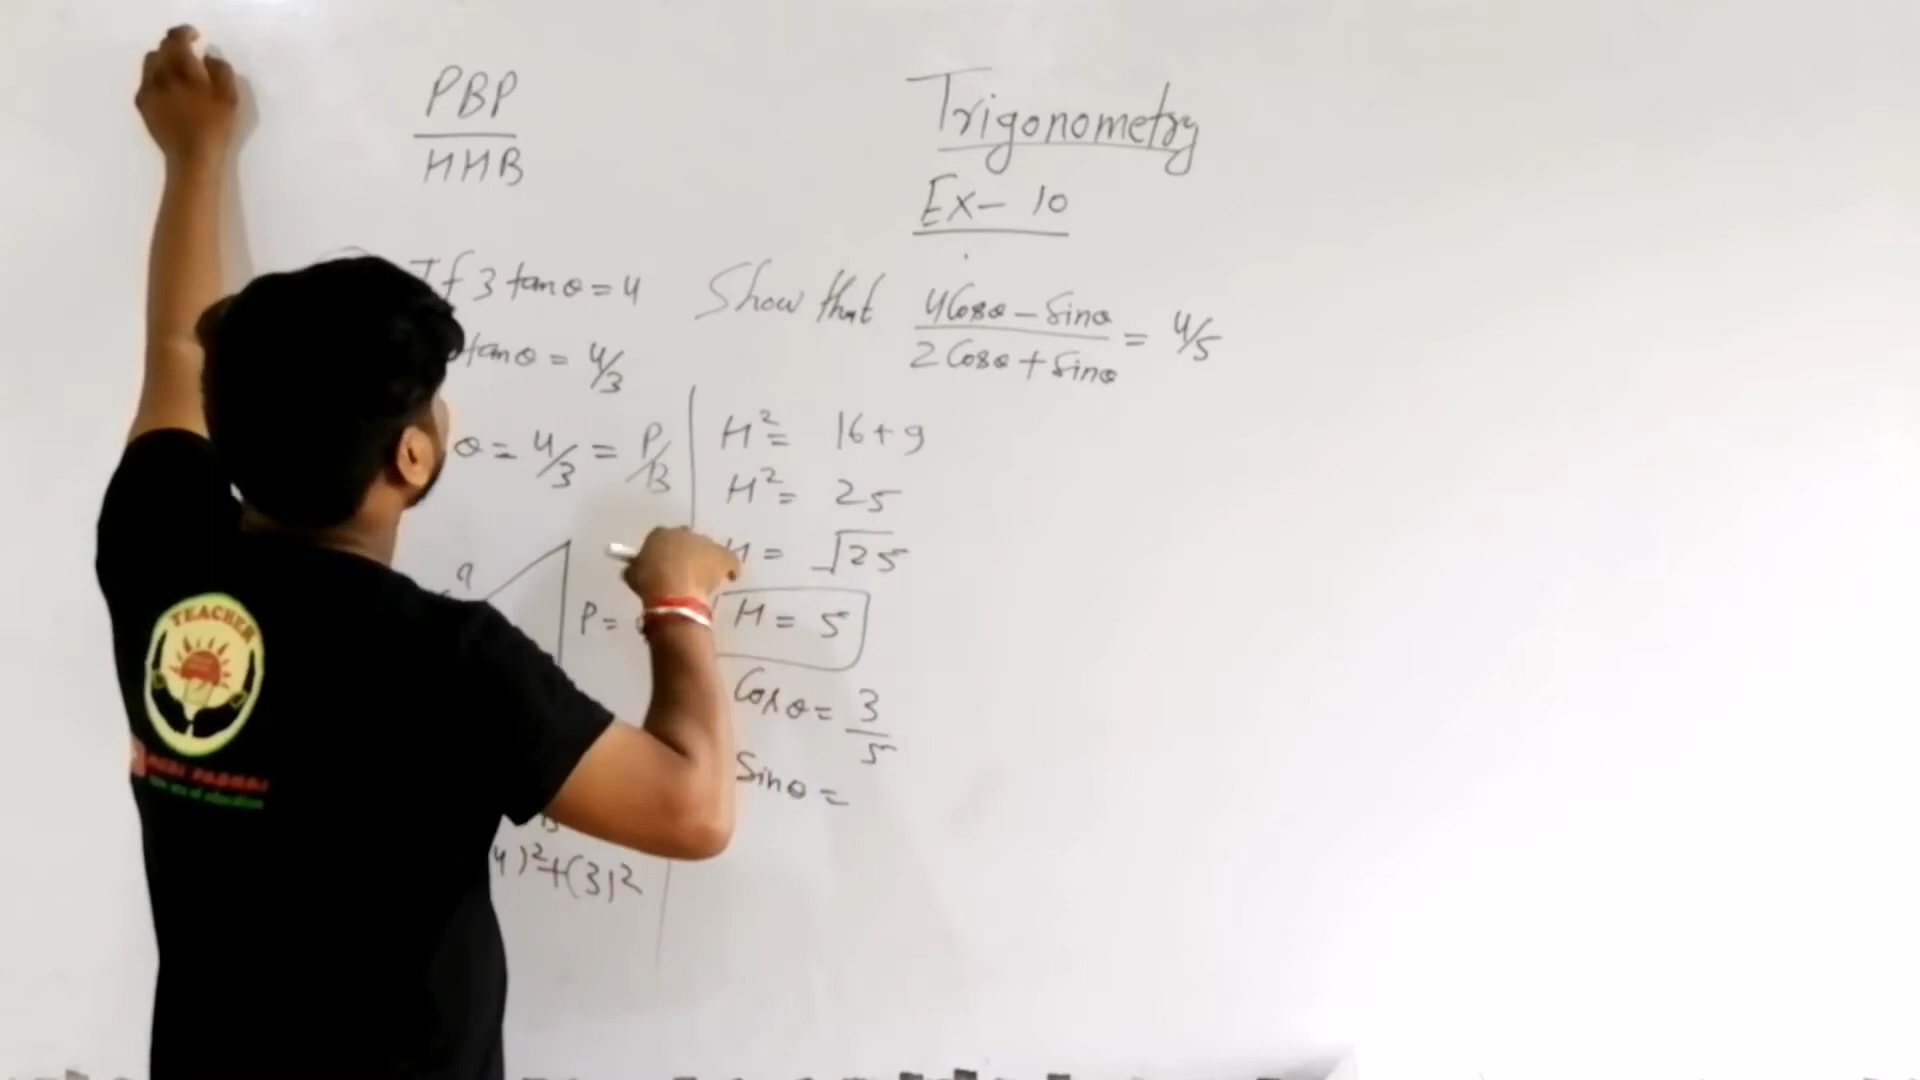 PBP
HHB
Trigonometry
Ex- 10
If 3 tanθ = 4 Show that 4Cosθ - Sinθ / 2Cosθ + Sinθ = 4/5
tanθ = 4/3
θ = 4/3 = P/B
P =
4)²+(3)²
H² = 16+9
H² = 25
H = √25
H = 5
Cosθ = 3/5
Sinθ =
TEACHER